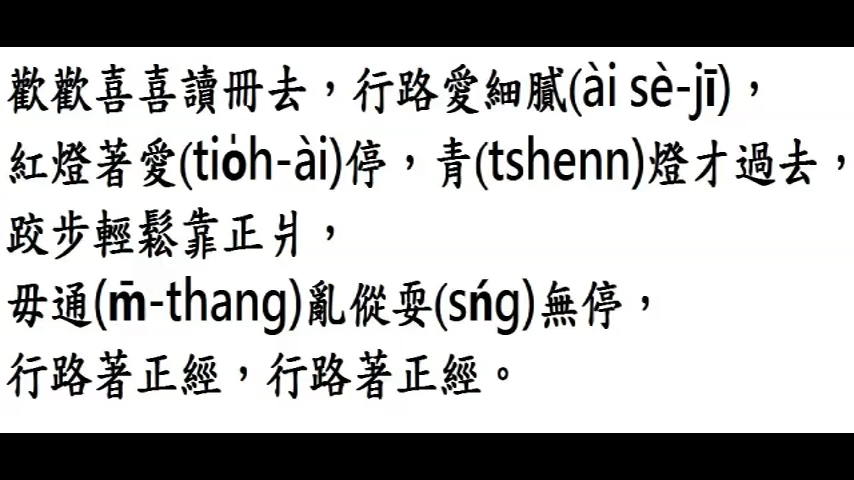 歡歡喜喜讀冊去，行路愛細膩(ài sè-jī)，
紅燈著愛(tio̍h-ài)停，青(tshenn)燈才過去，
跤步輕鬆靠正爿，
毋通(m̄-thang)亂傱耍(sńg)無停，
行路著正經，行路著正經。